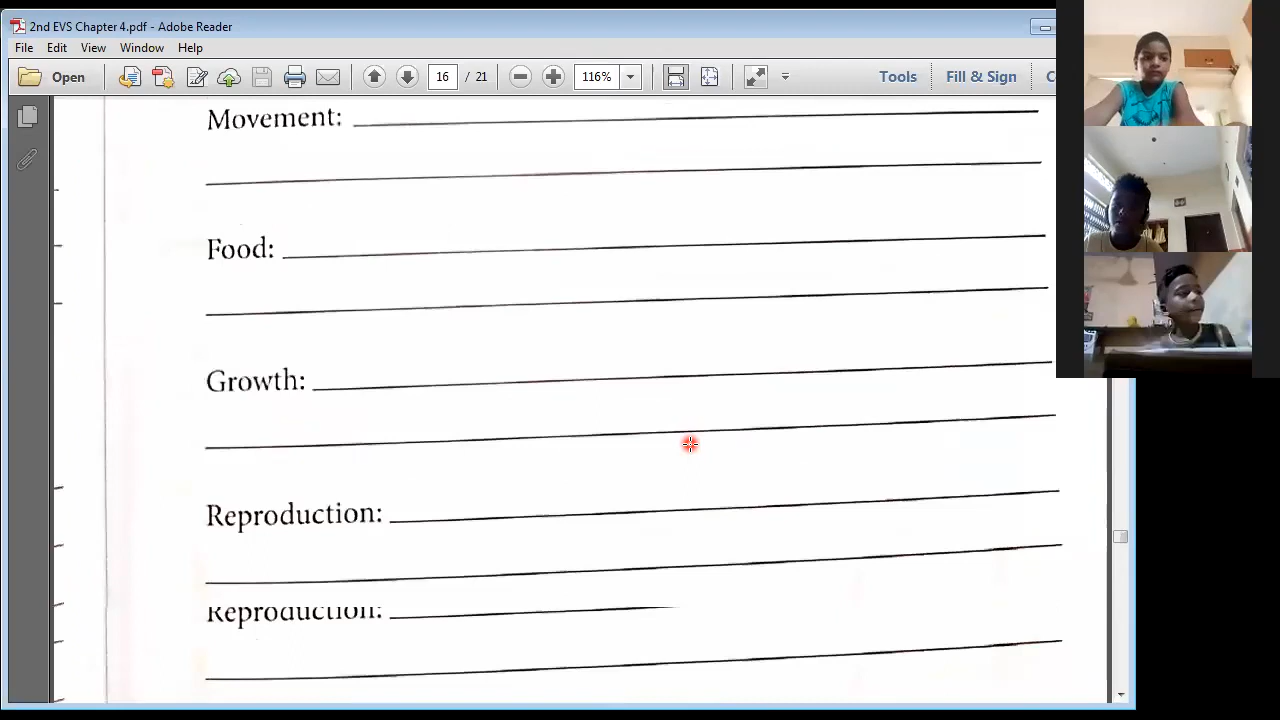 2nd EVS Chapter 4.pdf - Adobe Reader
File Edit View Window Help
Open 16 / 21 116% Tools Fill & Sign C
Movement:
Food:
Growth:
Reproduction:
Reproduction: